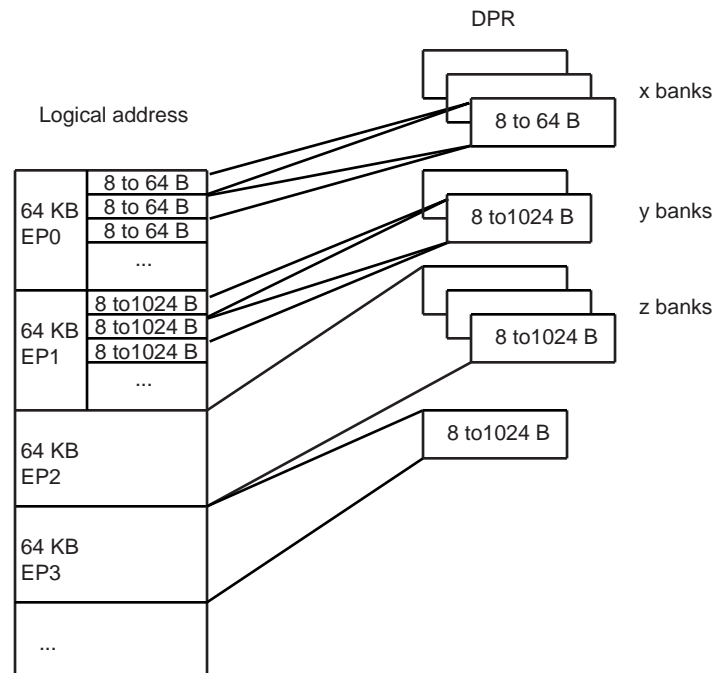 DPR
x banks
Logical address
8 to 64 B
64 KB
EP0
8 to 64 B
8 to 64 B
8 to 64 B
...
8 to1024 B
y banks
64 KB
EP1
8 to1024 B
8 to1024 B
8 to1024 B
...
z banks
8 to1024 B
64 KB
EP2
8 to1024 B
64 KB
EP3
...